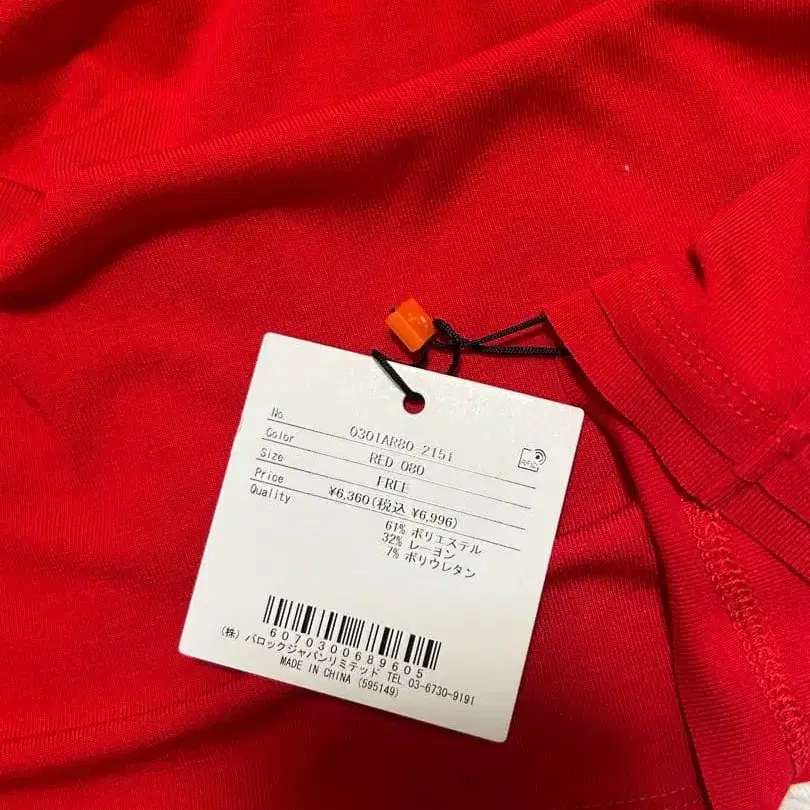 No. 0301AR80-2151
Color RED 080
Size FREE
Price ¥6,360(税込 ¥6,996)
Quality
61% ポリエステル
32% レーヨン
7% ポリウレタン
RFID
6070300689605
(株) バロックジャパンリミテッド TEL 03-6730-9191
MADE IN CHINA (595149)